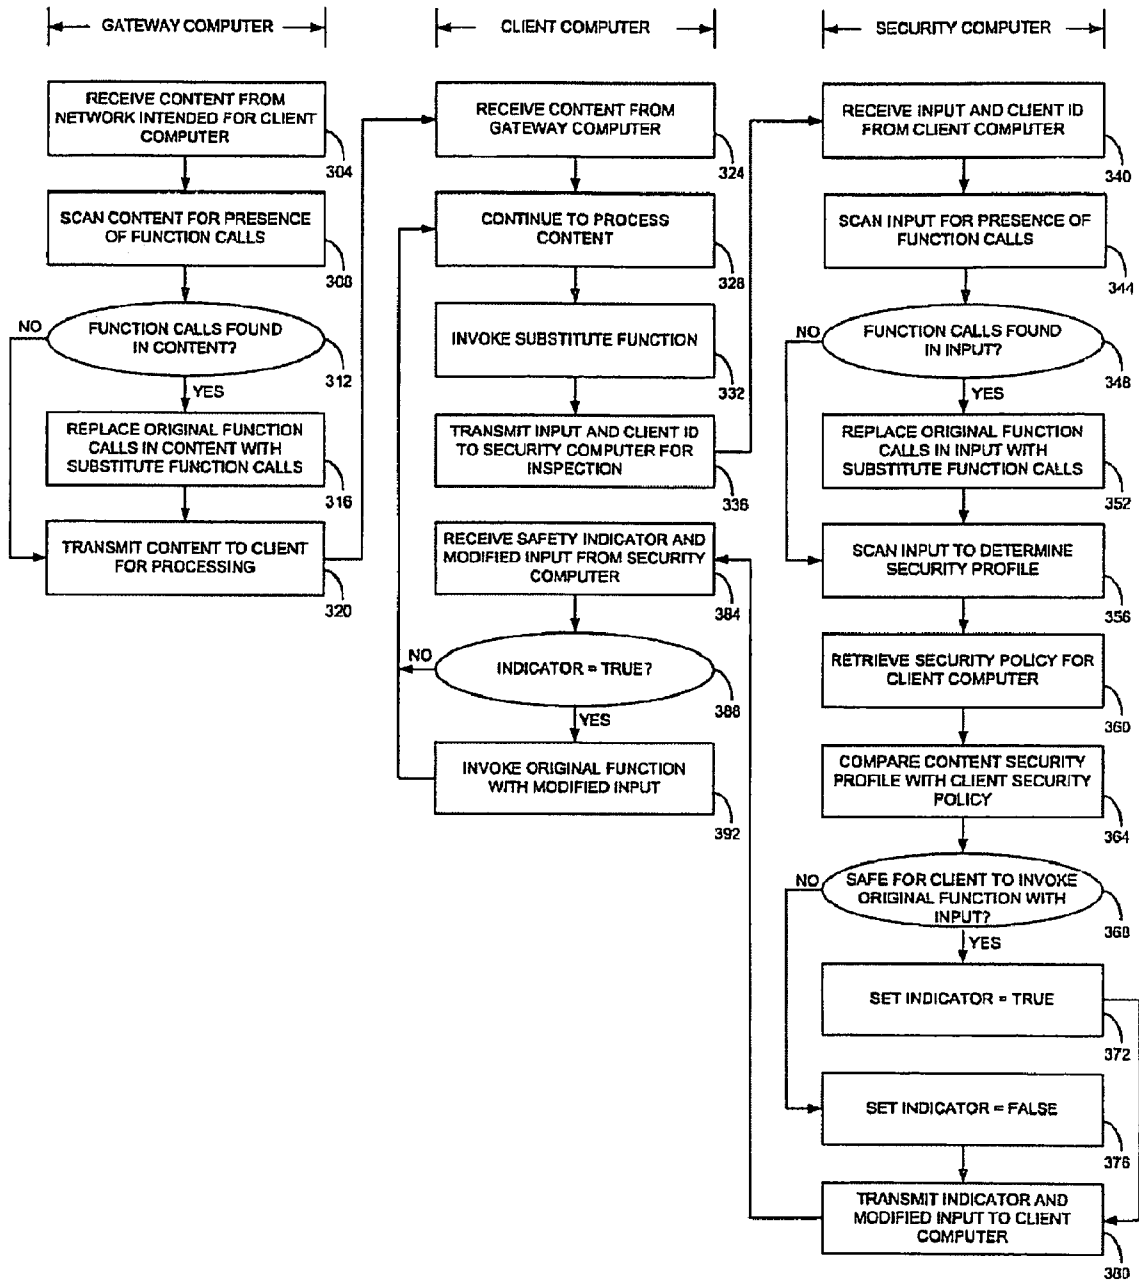 GATEWAY COMPUTER
RECEIVE CONTENT FROM
NETWORK INTENDED FOR CLIENT
COMPUTER
304
SCAN CONTENT FOR PRESENCE
OF FUNCTION CALLS
308
FUNCTION CALLS FOUND
IN CONTENT?
312
NO
YES
REPLACE ORIGINAL FUNCTION
CALLS IN CONTENT WITH
SUBSTITUTE FUNCTION CALLS
316
TRANSMIT CONTENT TO CLIENT
FOR PROCESSING
320
CLIENT COMPUTER
RECEIVE CONTENT FROM
GATEWAY COMPUTER
324
CONTINUE TO PROCESS
CONTENT
328
INVOKE SUBSTITUTE FUNCTION
332
TRANSMIT INPUT AND CLIENT ID
TO SECURITY COMPUTER FOR
INSPECTION
336
RECEIVE SAFETY INDICATOR AND
MODIFIED INPUT FROM SECURITY
COMPUTER
384
NO
INDICATOR = TRUE?
388
YES
INVOKE ORIGINAL FUNCTION
WITH MODIFIED INPUT
392
SECURITY COMPUTER
RECEIVE INPUT AND CLIENT ID
FROM CLIENT COMPUTER
340
SCAN INPUT FOR PRESENCE OF
FUNCTION CALLS
344
NO
FUNCTION CALLS FOUND
IN INPUT?
348
YES
REPLACE ORIGINAL FUNCTION
CALLS IN INPUT WITH
SUBSTITUTE FUNCTION CALLS
352
SCAN INPUT TO DETERMINE
SECURITY PROFILE
356
RETRIEVE SECURITY POLICY FOR
CLIENT COMPUTER
360
COMPARE CONTENT SECURITY
PROFILE WITH CLIENT SECURITY
POLICY
364
NO
SAFE FOR CLIENT TO INVOKE
ORIGINAL FUNCTION WITH
INPUT?
368
YES
SET INDICATOR = TRUE
372
SET INDICATOR = FALSE
376
TRANSMIT INDICATOR AND
MODIFIED INPUT TO CLIENT
COMPUTER
380